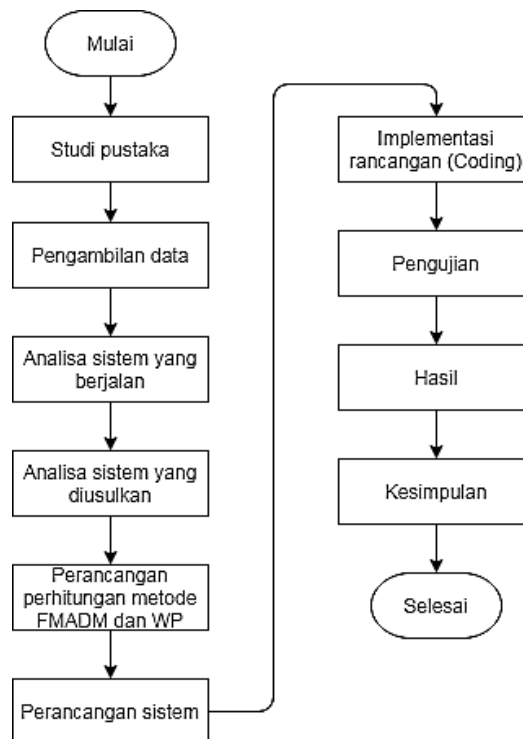 Mulai
Studi pustaka
Pengambilan data
Analisa sistem yang
berjalan
Analisa sistem yang
diusulkan
Perancangan
perhitungan metode
FMADM dan WP
Perancangan sistem
Implementasi
rancangan (Coding)
Pengujian
Hasil
Kesimpulan
Selesai